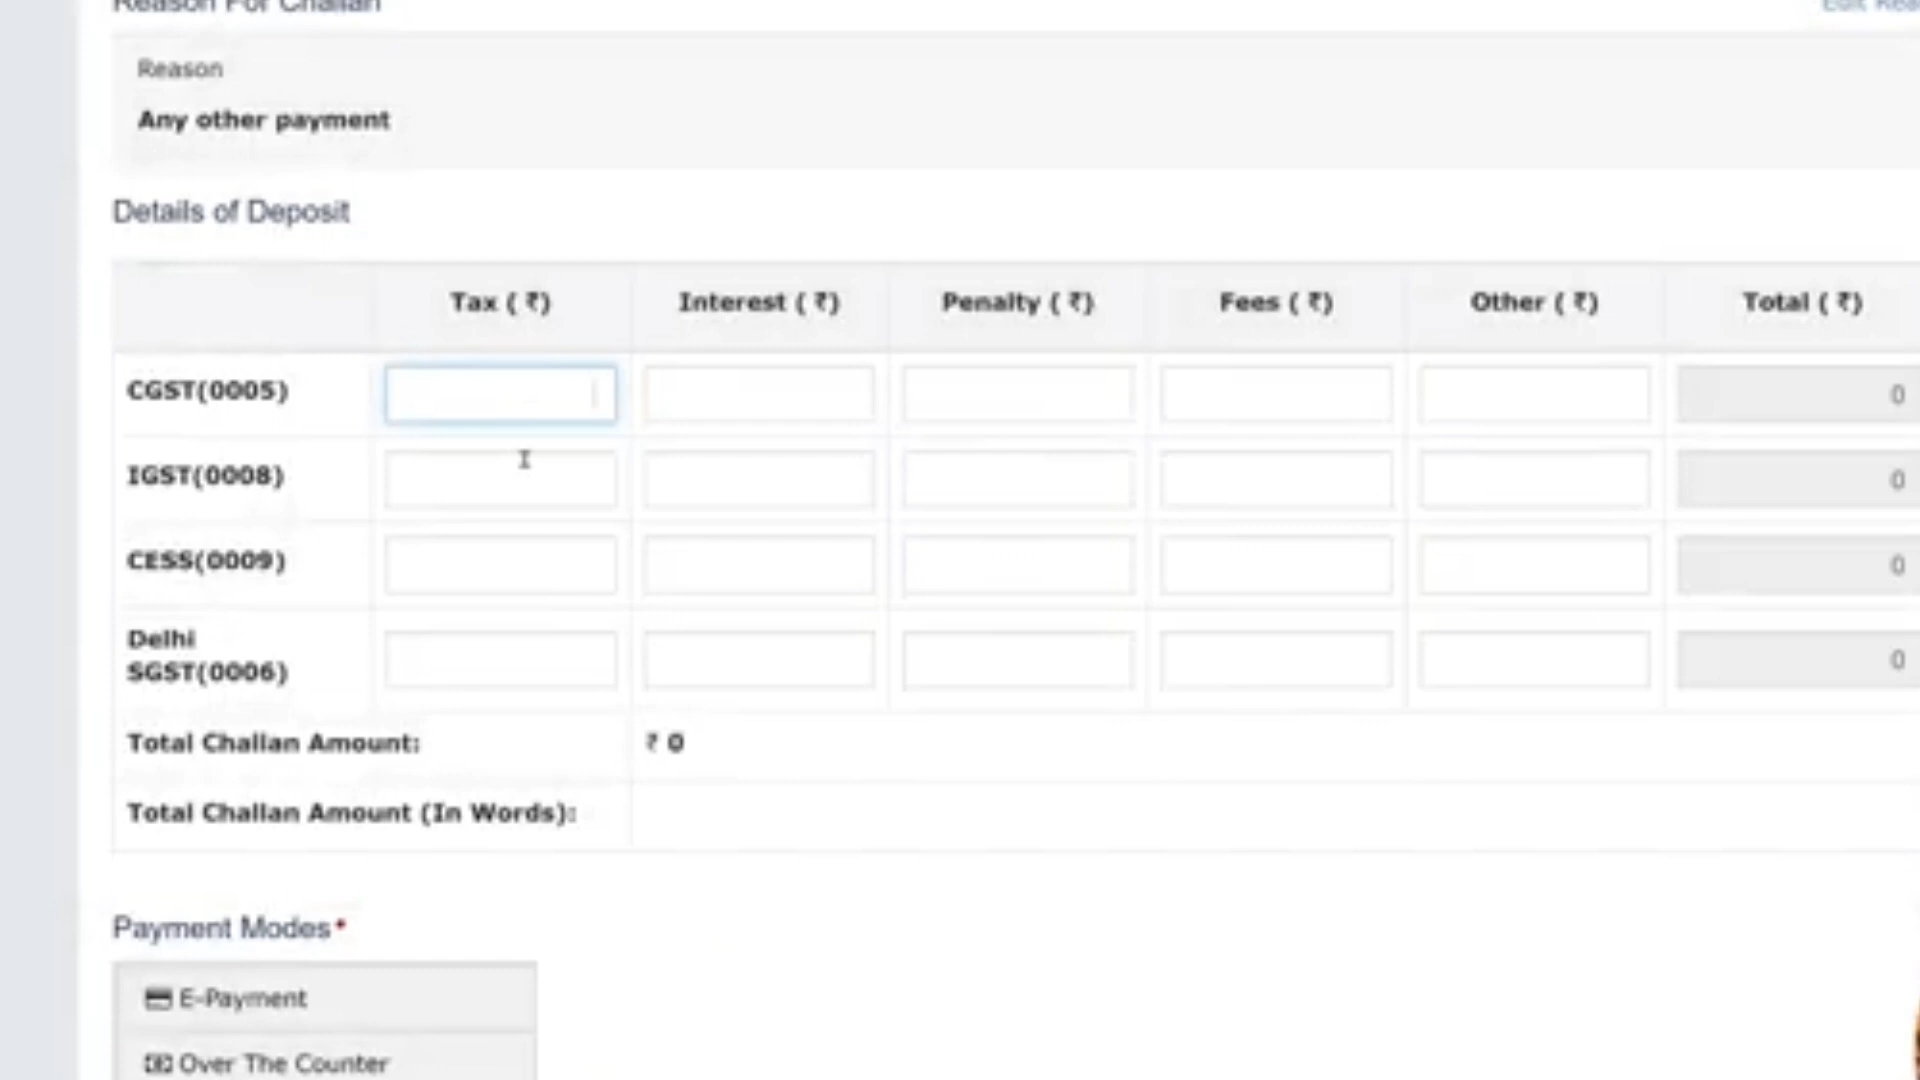 Reason For Challan
Reason
Any other payment
Details of Deposit
Tax ( ₹) Interest ( ₹) Penalty ( ₹) Fees ( ₹) Other ( ₹) Total ( ₹)
CGST(0005) 0
IGST(0008) 0
CESS(0009) 0
Delhi
SGST(0006) 0
Total Challan Amount: ₹ 0
Total Challan Amount (In Words):
Payment Modes*
E-Payment
Over The Counter